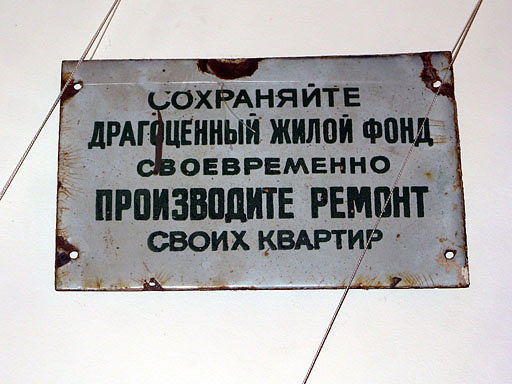 СОХРАНЯЙТЕ
ДРАГОЦЕННЫЙ ЖИЛОЙ ФОНД
СВОЕВРЕМЕННО
ПРОИЗВОДИТЕ РЕМОНТ
СВОИХ КВАРТИР